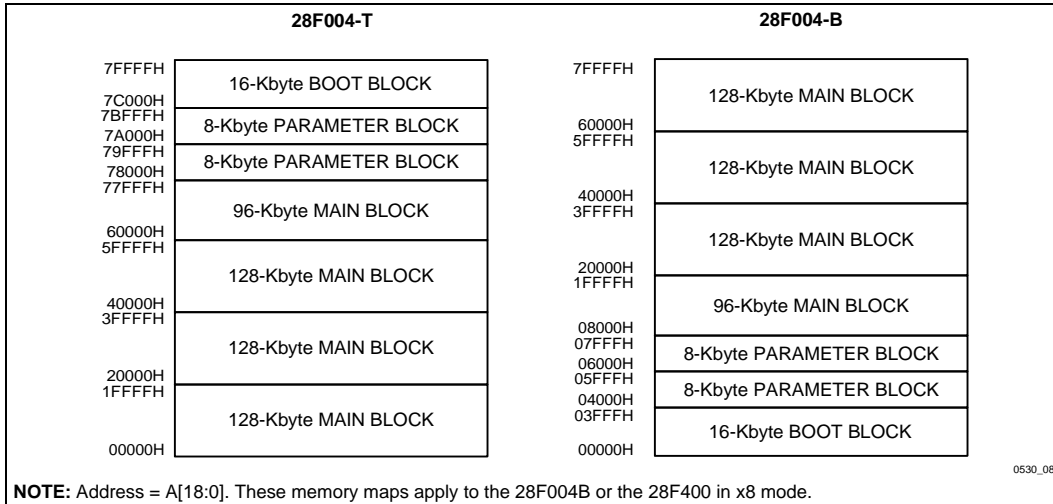 28F004-T
7FFFFH
16-Kbyte BOOT BLOCK
7C000H
7BFFFH
8-Kbyte PARAMETER BLOCK
7A000H
79FFFH
8-Kbyte PARAMETER BLOCK
78000H
77FFFH
96-Kbyte MAIN BLOCK
60000H
5FFFFH
128-Kbyte MAIN BLOCK
40000H
3FFFFH
128-Kbyte MAIN BLOCK
20000H
1FFFFH
128-Kbyte MAIN BLOCK
00000H
28F004-B
7FFFFH
128-Kbyte MAIN BLOCK
60000H
5FFFFH
128-Kbyte MAIN BLOCK
40000H
3FFFFH
128-Kbyte MAIN BLOCK
20000H
1FFFFH
96-Kbyte MAIN BLOCK
08000H
07FFFH
8-Kbyte PARAMETER BLOCK
06000H
05FFFH
8-Kbyte PARAMETER BLOCK
04000H
03FFFH
16-Kbyte BOOT BLOCK
00000H
0530_08
NOTE: Address = A[18:0]. These memory maps apply to the 28F004B or the 28F400 in x8 mode.